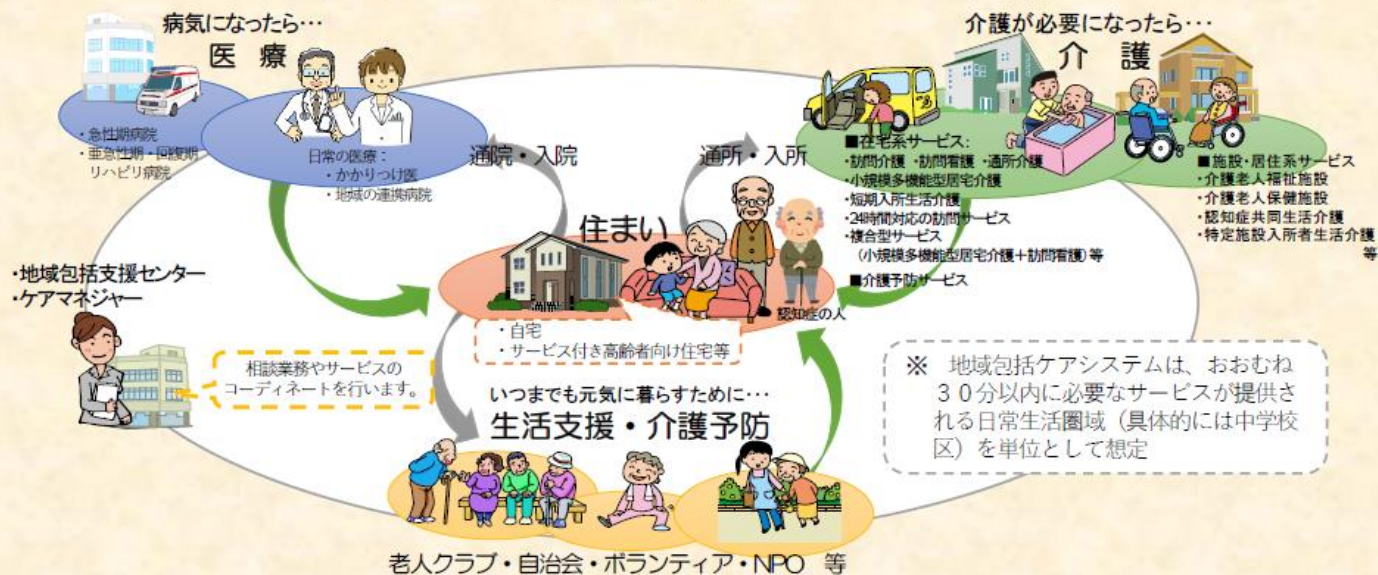 病気になったら…
医 療
・急性期病院
・亜急性期・回復期
リハビリ病院
日常の医療：
・かかりつけ医
・地域の連携病院
通院・入院
介護が必要になったら…
介 護
通所・入所
■在宅系サービス：
・訪問介護 ・訪問看護 ・通所介護
・小規模多機能型居宅介護
・短期入所生活介護
・24時間対応の訪問サービス
・複合型サービス
（小規模多機能型居宅介護＋訪問看護）等
■介護予防サービス
■施設・居住系サービス
・介護老人福祉施設
・介護老人保健施設
・認知症共同生活介護
・特定施設入所者生活介護
等
住まい
認知症の人
・自宅
・サービス付き高齢者向け住宅等
・地域包括支援センター
・ケアマネジャー
相談業務やサービスの
コーディネートを行います。
いつまでも元気に暮らすために…
生活支援・介護予防
老人クラブ・自治会・ボランティア・NPO 等
※ 地域包括ケアシステムは、おおむね
３０分以内に必要なサービスが提供さ
れる日常生活圏域（具体的には中学校
区）を単位として想定